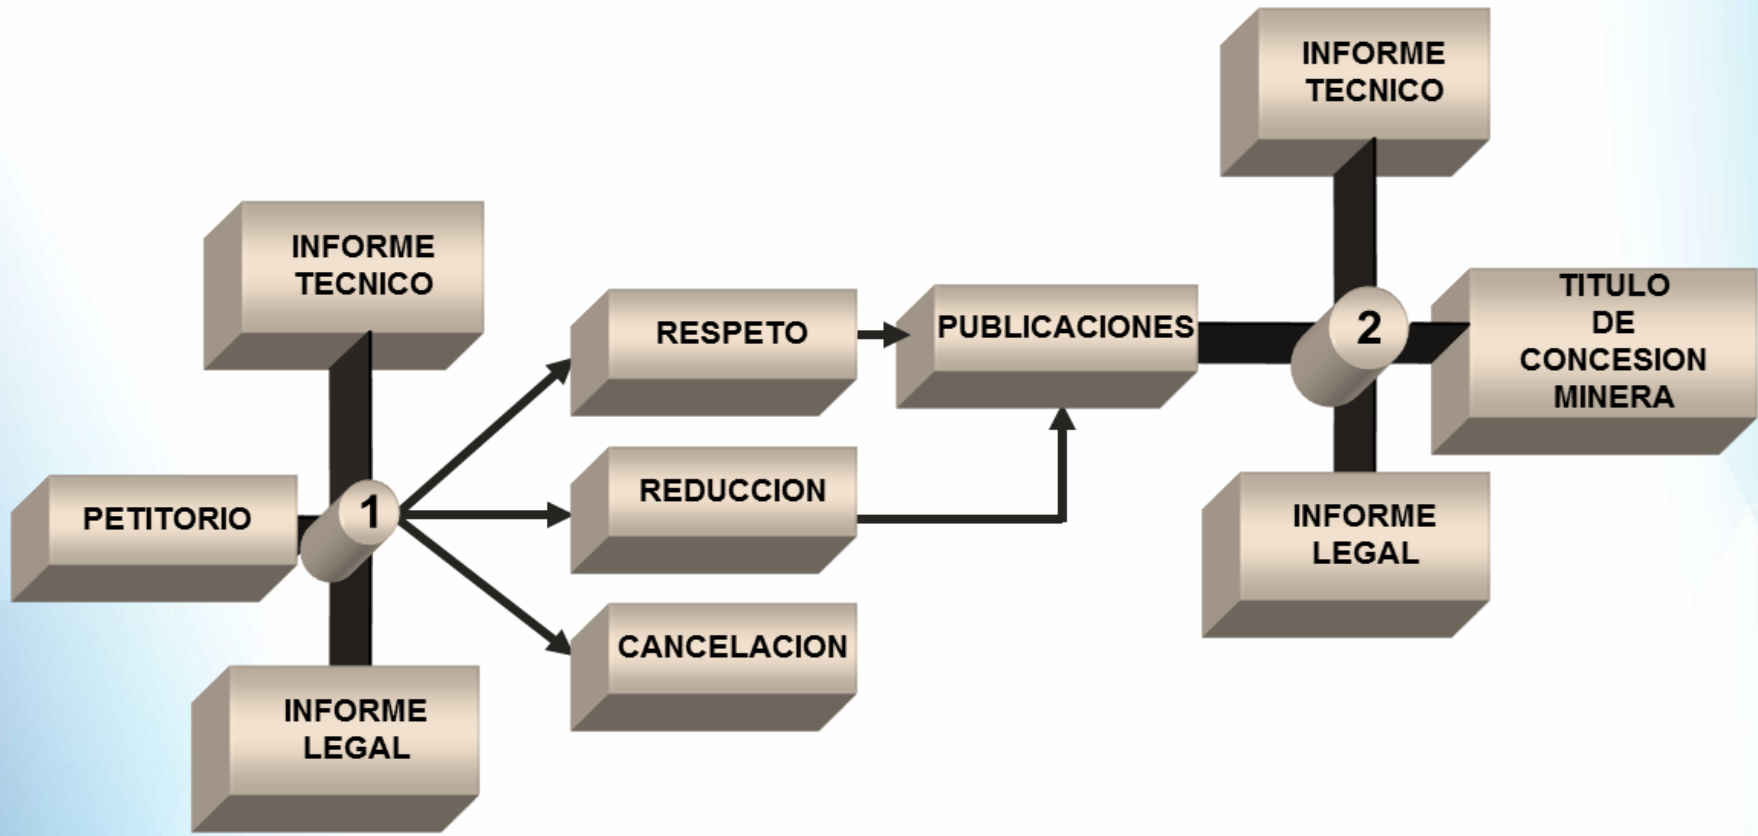 INFORME
TECNICO
PETITORIO
1
INFORME
LEGAL
RESPETO
REDUCCION
CANCELACION
PUBLICACIONES
INFORME
TECNICO
2
TITULO
DE
CONCESION
MINERA
INFORME
LEGAL